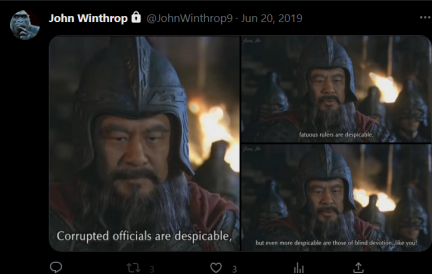 John Winthrop @JohnWinthrop9 · Jun 20, 2019
Corrupted officials are despicable,
fatuous rulers are despicable,
but even more despicable are those of blind devotion, like you!
3
3